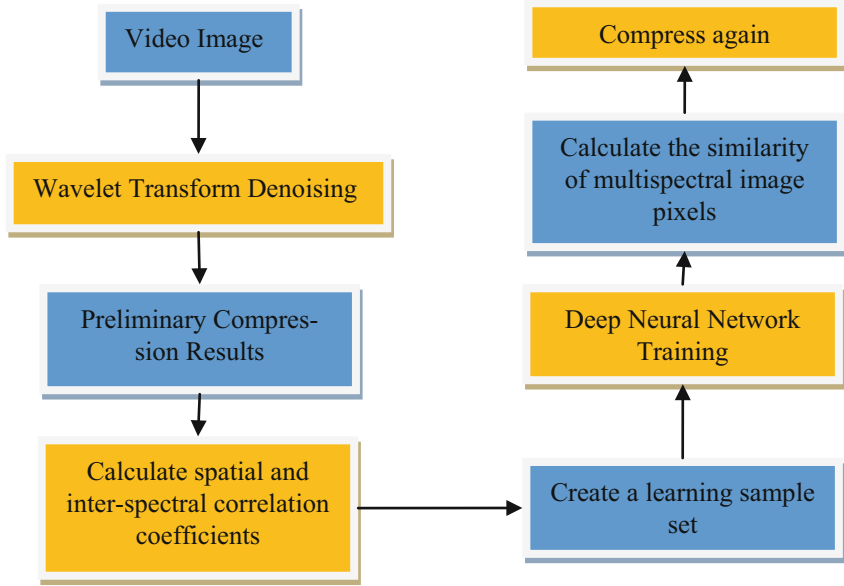 Video Image
Wavelet Transform Denoising
Preliminary Compres-
sion Results
Calculate spatial and
inter-spectral correlation
coefficients
Create a learning sample
set
Deep Neural Network
Training
Calculate the similarity
of multispectral image
pixels
Compress again